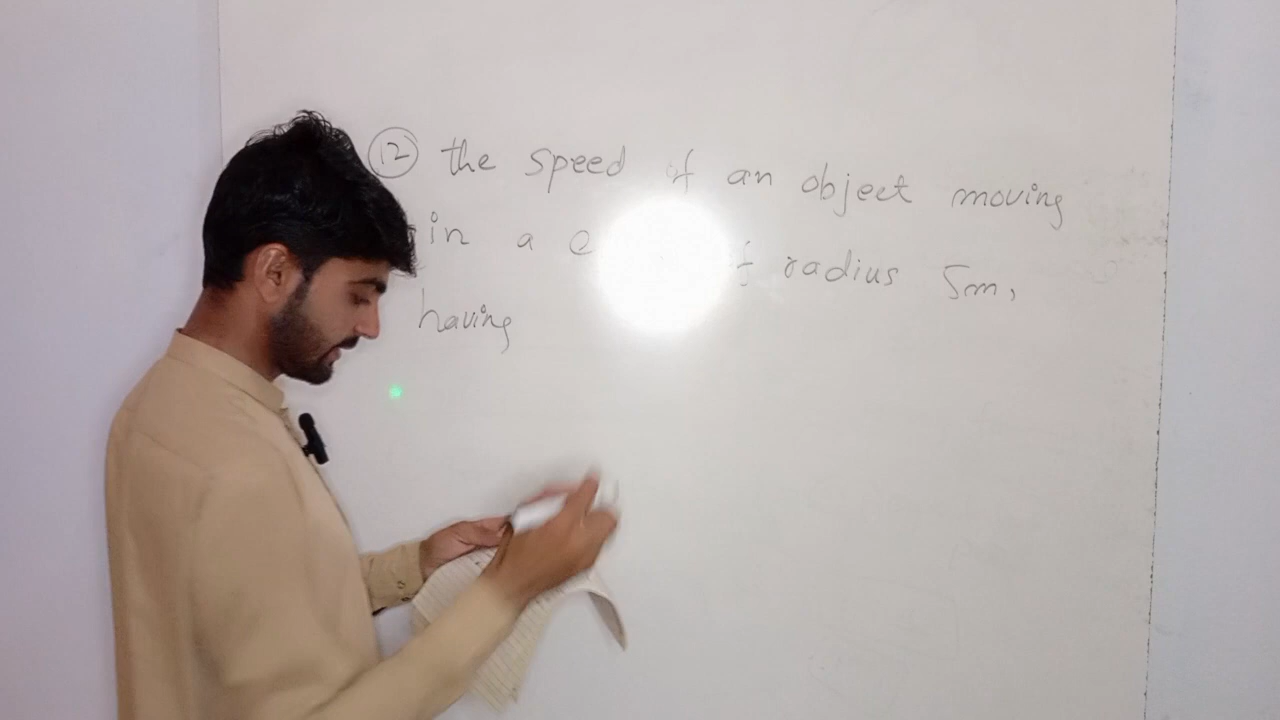 12 the speed of an object moving
in a radius 5m,
having